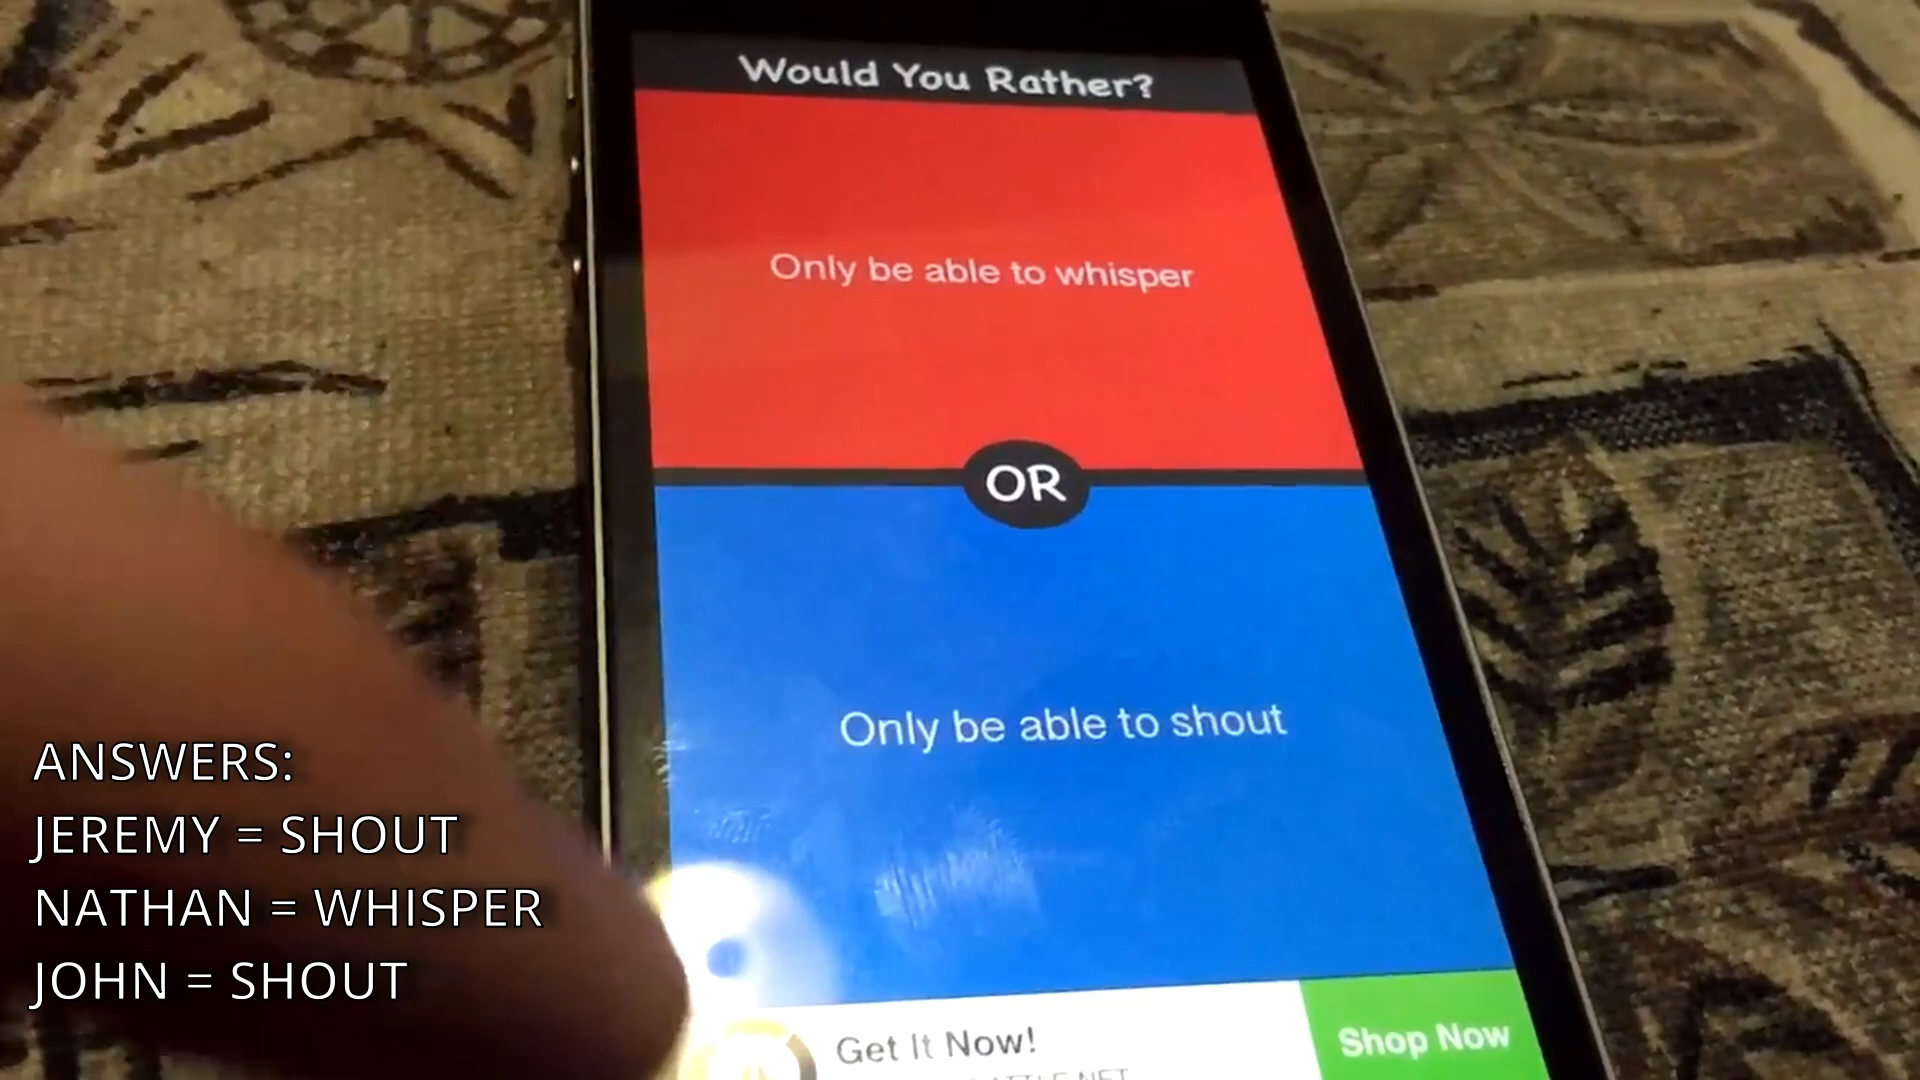 Would You Rather?
Only be able to whisper
OR
Only be able to shout
Get It Now!
Shop Now
ANSWERS:
JEREMY = SHOUT
NATHAN = WHISPER
JOHN = SHOUT